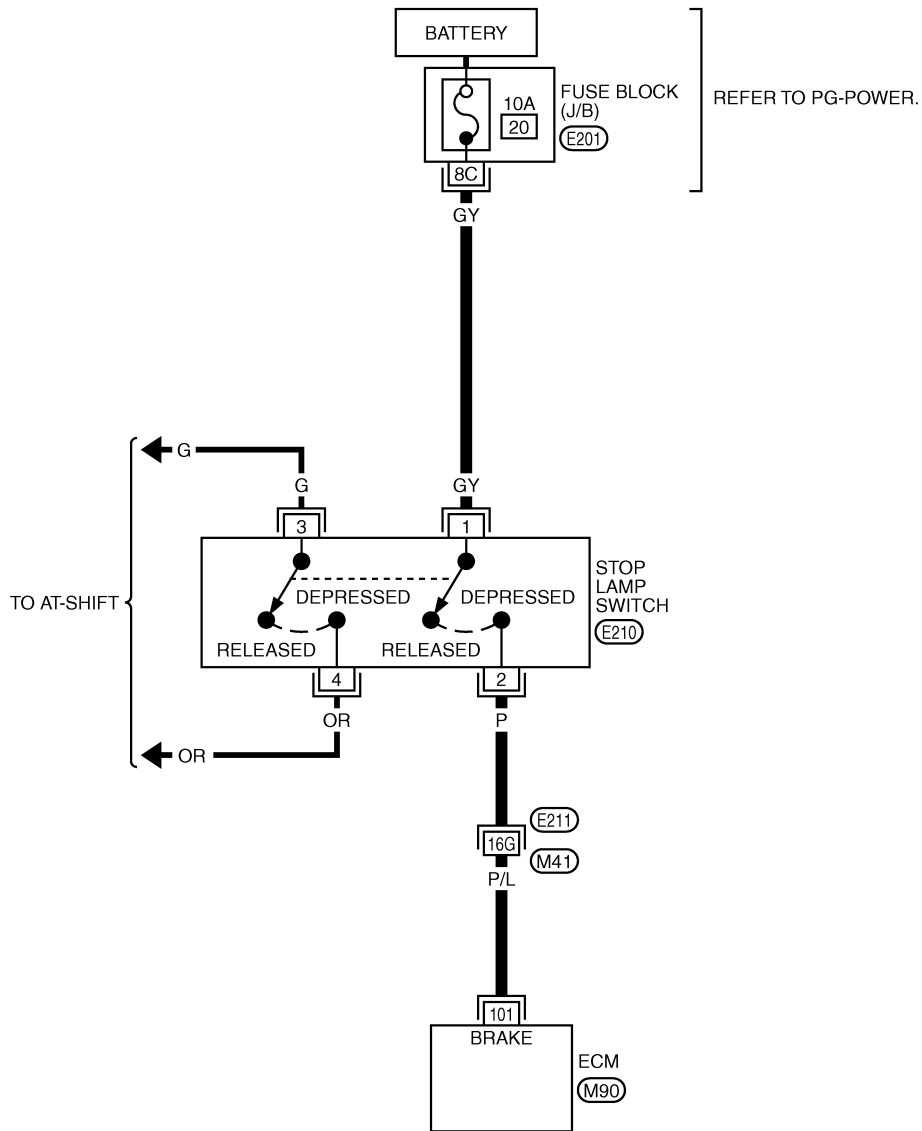 BATTERY
FUSE BLOCK
(J/B)
10A
20
E201
REFER TO PG-POWER.
8C
GY
G
G
GY
3
1
STOP
LAMP
SWITCH
E210
TO AT-SHIFT
DEPRESSED
DEPRESSED
RELEASED
RELEASED
4
2
OR
P
OR
E211
16G
M41
P/L
101
BRAKE
ECM
M90